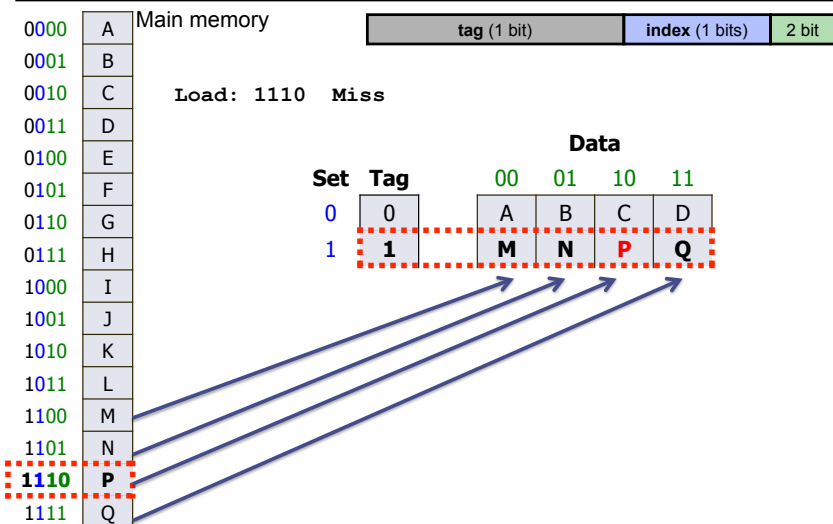 Main memory
tag (1 bit) index (1 bits) 2 bit
0000 A
0001 B
0010 C
0011 D
0100 E
0101 F
0110 G
0111 H
1000 I
1001 J
1010 K
1011 L
1100 M
1101 N
1110 P
1111 Q
Load: 1110 Miss
Data
Set Tag 00 01 10 11
0 0 A B C D
1 1 M N P Q